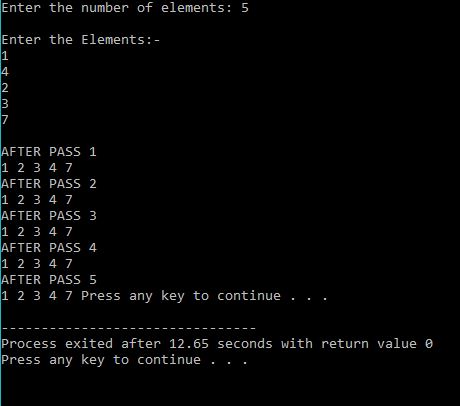 Enter the number of elements: 5
Enter the Elements:-
1
4
2
3
7
AFTER PASS 1
1 2 3 4 7
AFTER PASS 2
1 2 3 4 7
AFTER PASS 3
1 2 3 4 7
AFTER PASS 4
1 2 3 4 7
AFTER PASS 5
1 2 3 4 7 Press any key to continue . . .
--------------------------------
Process exited after 12.65 seconds with return value 0
Press any key to continue . . .